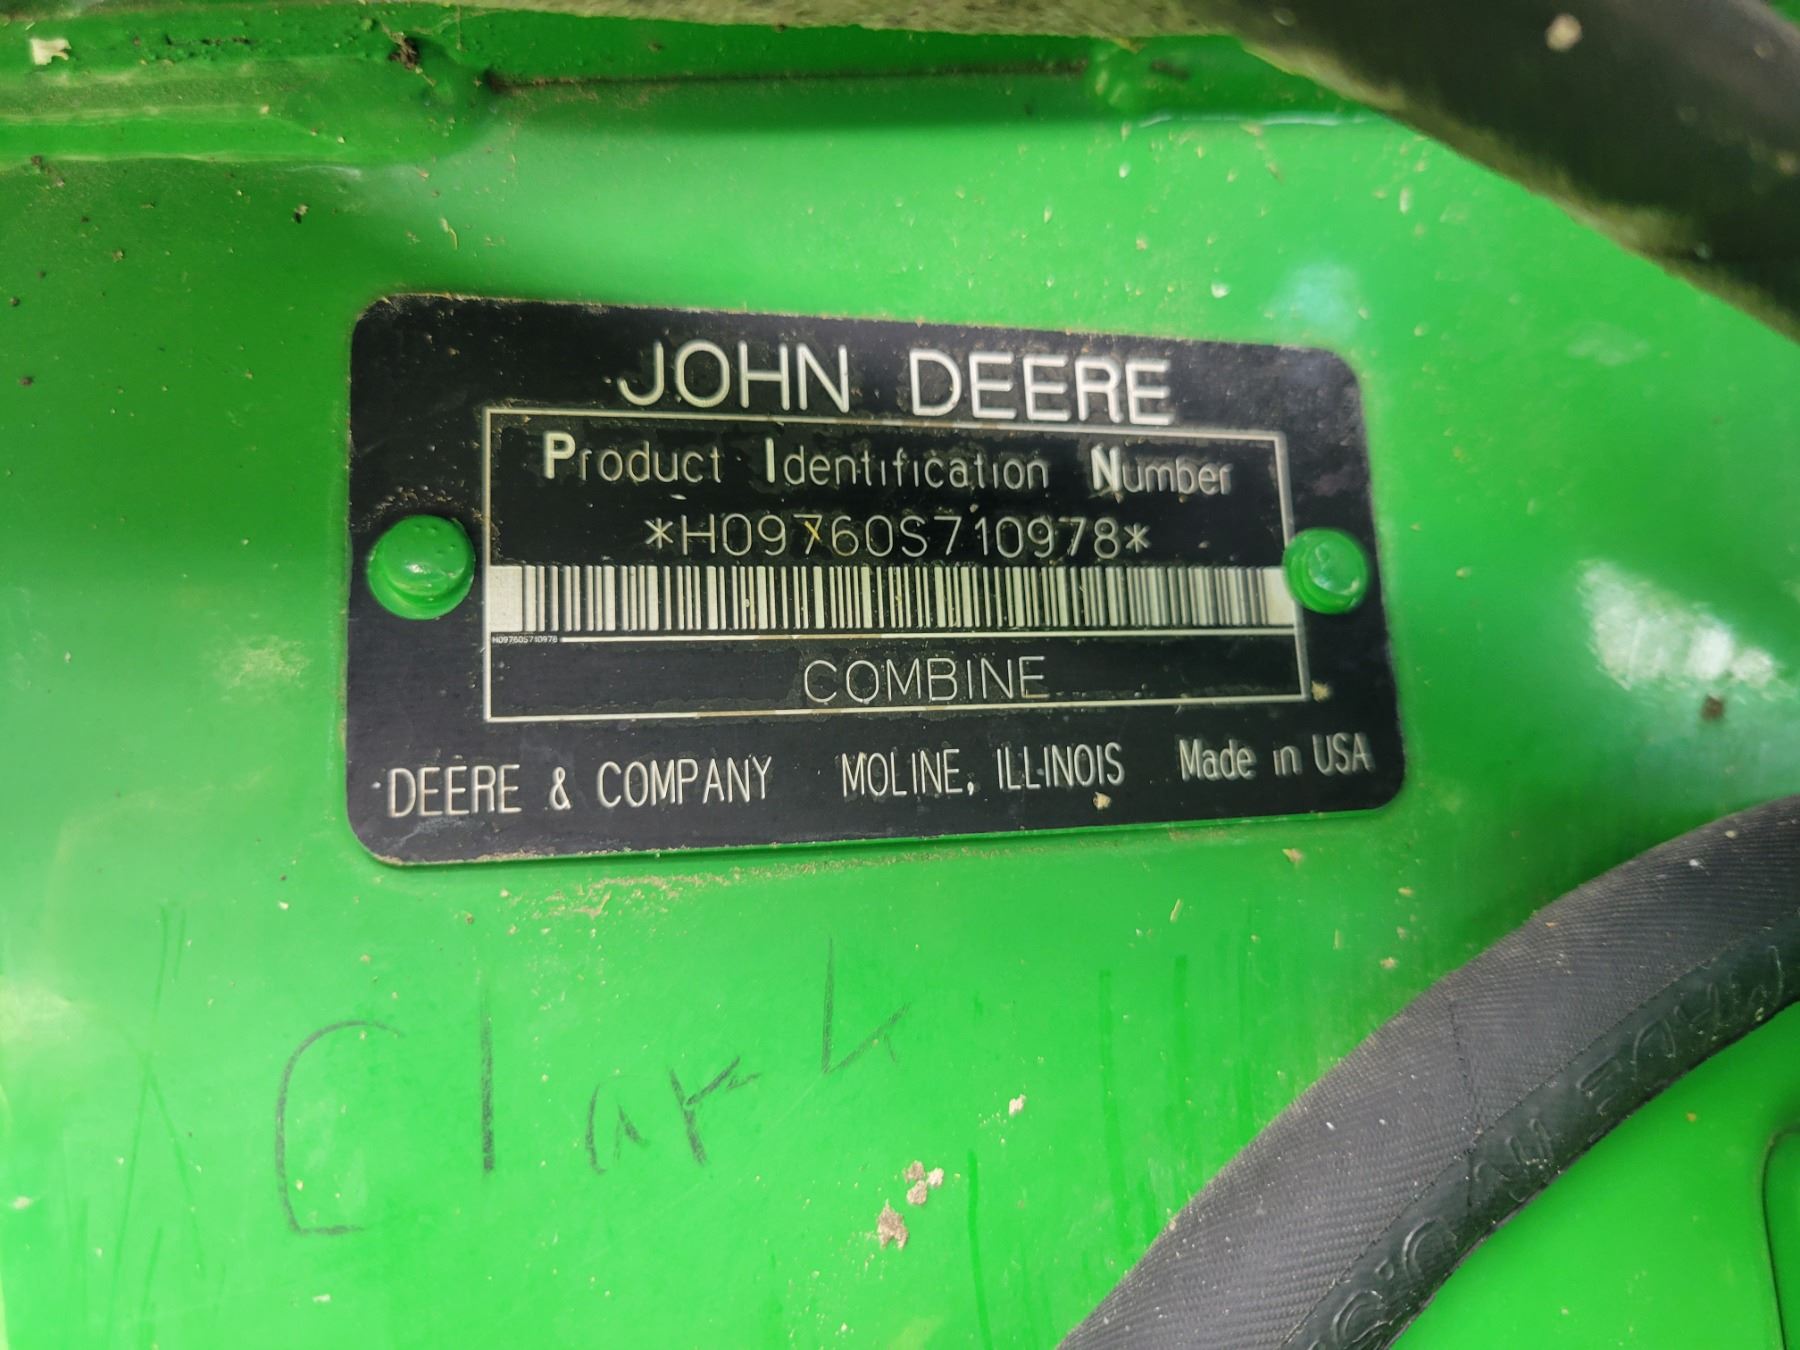 JOHN DEERE
Product Identification Number
*H09760S710978*
H09760S710978
COMBINE
DEERE & COMPANY MOLINE, ILLINOIS Made in USA
Clark